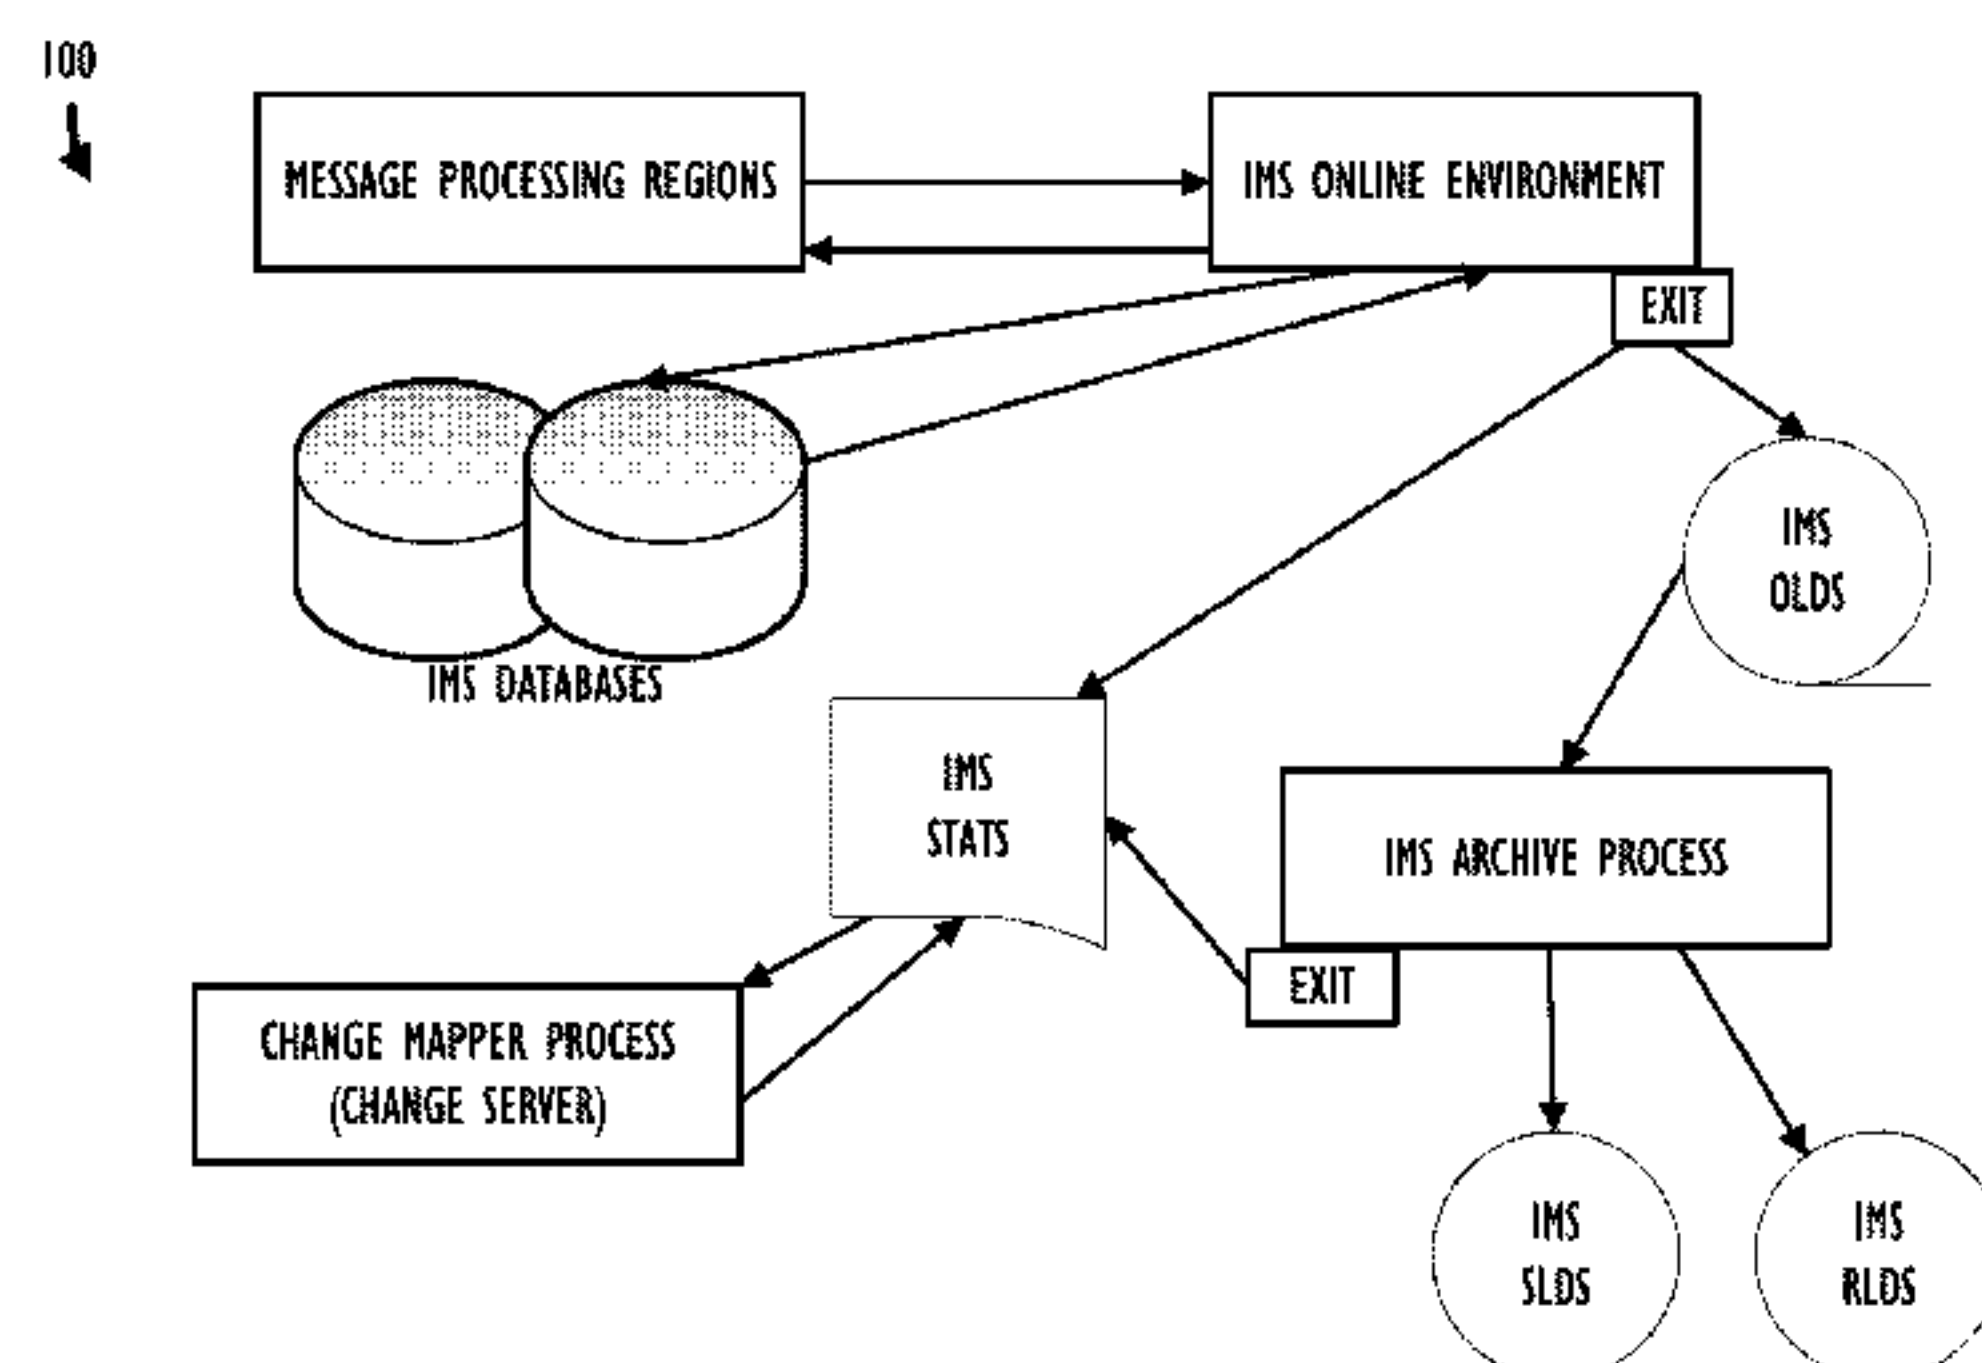 100
MESSAGE PROCESSING REGIONS
IMS ONLINE ENVIRONMENT
EXIT
IMS
OLDS
IMS DATABASES
IMS
STATS
IMS ARCHIVE PROCESS
EXIT
CHANGE MAPPER PROCESS
(CHANGE SERVER)
IMS
SLDS
IMS
RLDS